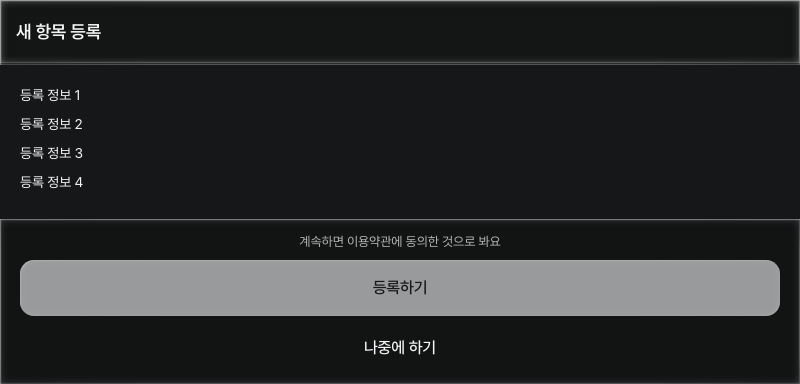 새 항목 등록
등록 정보 1
등록 정보 2
등록 정보 3
등록 정보 4
계속하면 이용약관에 동의한 것으로 봐요
등록하기
나중에 하기